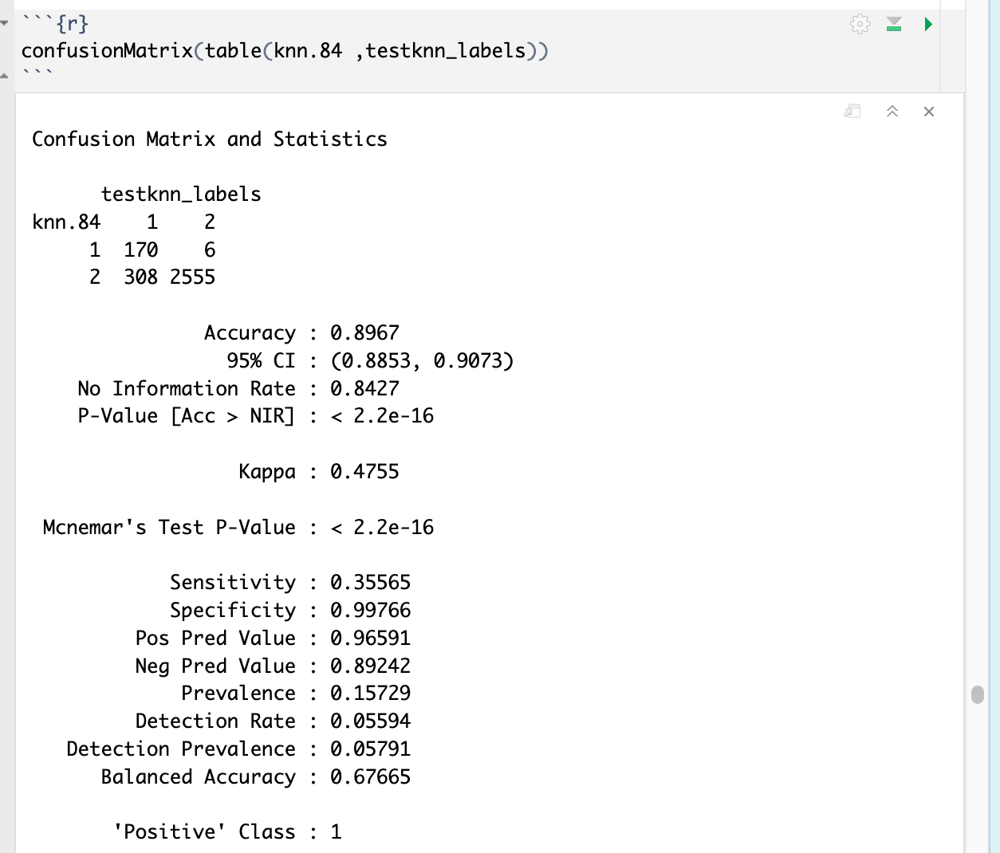 ```{r}
confusionMatrix(table(knn.84 ,testknn_labels))
```
Confusion Matrix and Statistics
testknn_labels
knn.84 1 2
1 170 6
2 308 2555
Accuracy : 0.8967
95% CI : (0.8853, 0.9073)
No Information Rate : 0.8427
P-Value [Acc > NIR] : < 2.2e-16
Kappa : 0.4755
Mcnemar's Test P-Value : < 2.2e-16
Sensitivity : 0.35565
Specificity : 0.99766
Pos Pred Value : 0.96591
Neg Pred Value : 0.89242
Prevalence : 0.15729
Detection Rate : 0.05594
Detection Prevalence : 0.05791
Balanced Accuracy : 0.67665
'Positive' Class : 1